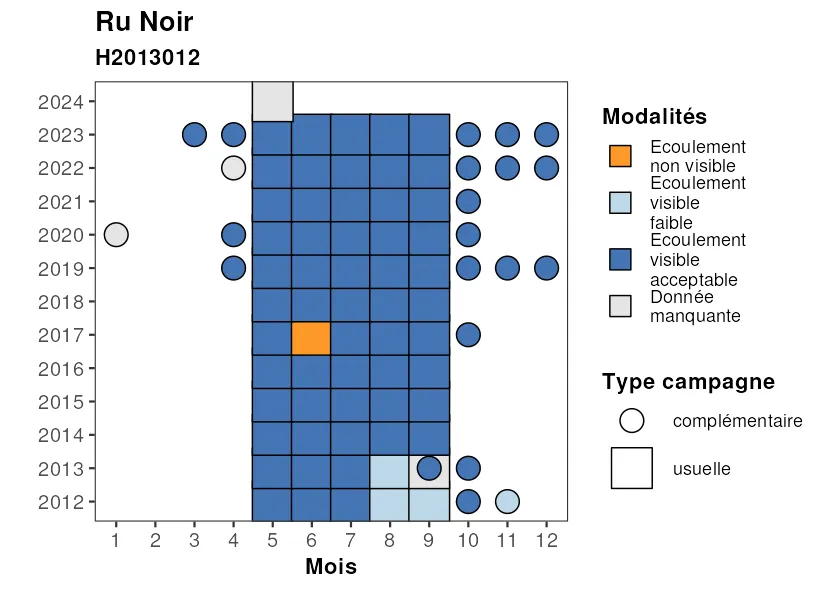 Ru Noir
H2013012
2024
2023
2022
2021
2020
2019
2018
2017
2016
2015
2014
2013
2012
1 2 3 4 5 6 7 8 9 10 11 12
Mois
Modalités
Ecoulement
non visible
Ecoulement
visible
faible
Ecoulement
visible
acceptable
Donnée
manquante
Type campagne
complémentaire
usuelle